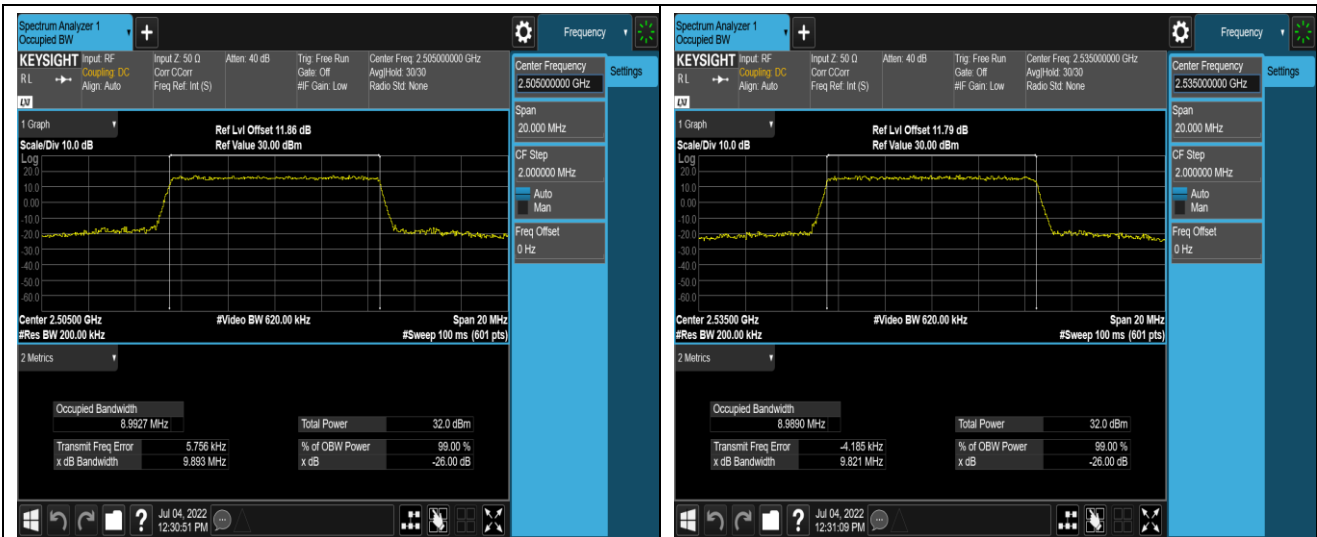 Spectrum Analyzer 1
Occupied BW
+
Frequency
KEYSIGHT
RL
LXI
Input: RF
Coupling: DC
Align: Auto
Input Z: 50 Ω
Corr CCorr
Freq Ref: Int (S)
Atten: 40 dB
Trig: Free Run
Gate: Off
#IF Gain: Low
Center Freq: 2.505000000 GHz
Avg|Hold: 30/30
Radio Std: None
Center Frequency
2.505000000 GHz
Settings
Span
20.000 MHz
CF Step
2.000000 MHz
Auto
Man
Freq Offset
0 Hz
1 Graph
Scale/Div 10.0 dB
Ref Lvl Offset 11.86 dB
Ref Value 30.00 dBm
Log
20.0
10.0
0.00
-10.0
-20.0
-30.0
-40.0
-50.0
-60.0
Center 2.50500 GHz
#Video BW 620.00 kHz
Span 20 MHz
#Res BW 200.00 kHz
#Sweep 100 ms (601 pts)
2 Metrics
Occupied Bandwidth
8.9927 MHz
Total Power 32.0 dBm
Transmit Freq Error 5.756 kHz
% of OBW Power 99.00 %
x dB Bandwidth 9.893 MHz
x dB -26.00 dB
?
Jul 04, 2022
12:30:51 PM
Spectrum Analyzer 1
Occupied BW
+
Frequency
KEYSIGHT
RL
LXI
Input: RF
Coupling: DC
Align: Auto
Input Z: 50 Ω
Corr CCorr
Freq Ref: Int (S)
Atten: 40 dB
Trig: Free Run
Gate: Off
#IF Gain: Low
Center Freq: 2.535000000 GHz
Avg|Hold: 30/30
Radio Std: None
Center Frequency
2.535000000 GHz
Settings
Span
20.000 MHz
CF Step
2.000000 MHz
Auto
Man
Freq Offset
0 Hz
1 Graph
Scale/Div 10.0 dB
Ref Lvl Offset 11.79 dB
Ref Value 30.00 dBm
Log
20.0
10.0
0.00
-10.0
-20.0
-30.0
-40.0
-50.0
-60.0
Center 2.53500 GHz
#Video BW 620.00 kHz
Span 20 MHz
#Res BW 200.00 kHz
#Sweep 100 ms (601 pts)
2 Metrics
Occupied Bandwidth
8.9890 MHz
Total Power 32.0 dBm
Transmit Freq Error -4.185 kHz
% of OBW Power 99.00 %
x dB Bandwidth 9.821 MHz
x dB -26.00 dB
?
Jul 04, 2022
12:31:09 PM